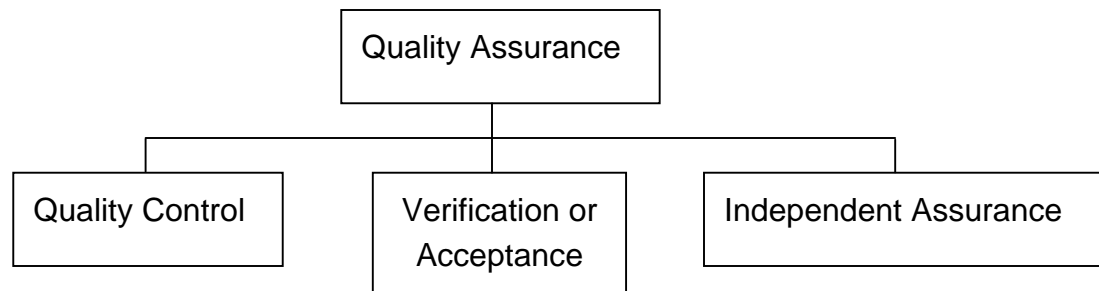 Quality Assurance
Quality Control
Verification or
Acceptance
Independent Assurance